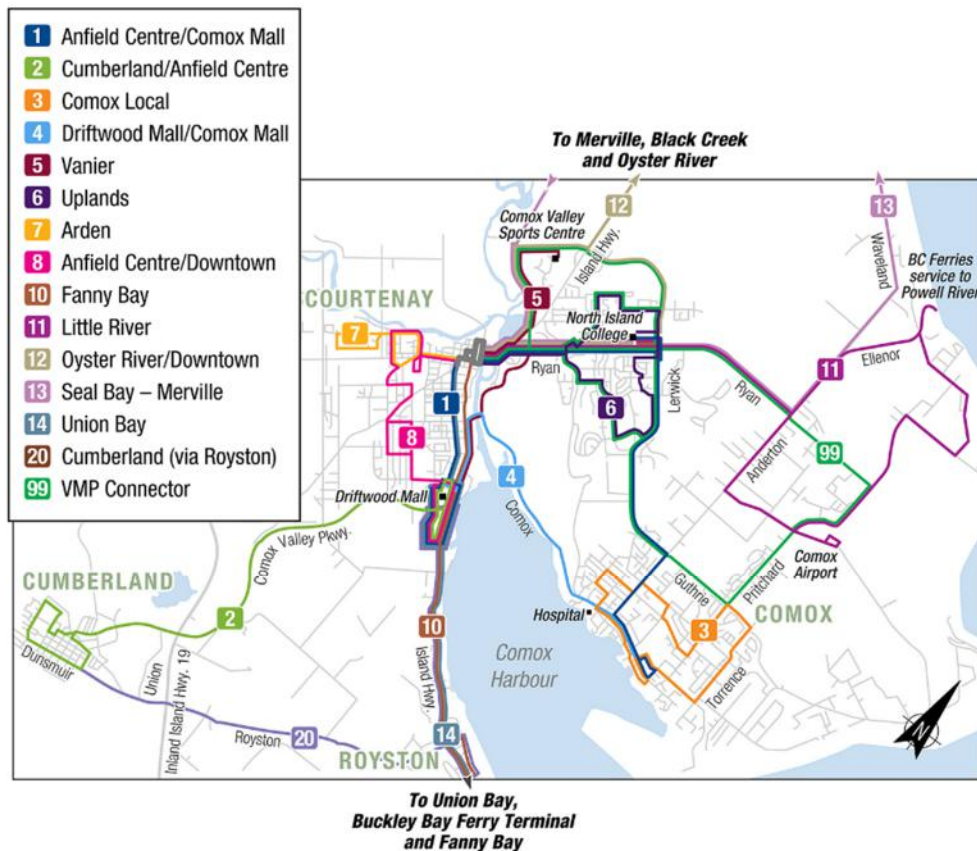 1 Anfield Centre/Comox Mall
2 Cumberland/Anfield Centre
3 Comox Local
4 Driftwood Mall/Comox Mall
5 Vanier
6 Uplands
7 Arden
8 Anfield Centre/Downtown
10 Fanny Bay
11 Little River
12 Oyster River/Downtown
13 Seal Bay – Merville
14 Union Bay
20 Cumberland (via Royston)
99 VMP Connector
To Merville, Black Creek
and Oyster River
12
13
Comox Valley
Sports Centre
Island Hwy.
Waveland
BC Ferries
service to
Powell River
COURTENAY
5
7
North Island
College
Ryan
Ellenor
11
Lerwick
Ryan
1
6
8
Anderton
99
4
Driftwood Mall
Comox
Comox Valley Pkwy.
Comox
Airport
CUMBERLAND
Guthrie
Pritchard
COMOX
2
10
Hospital
3
Dunsmuir
Union
Island Hwy.
Comox
Harbour
Torrence
Inland Island Hwy. 19
Royston
20
14
ROYSTON
To Union Bay,
Buckley Bay Ferry Terminal
and Fanny Bay
N